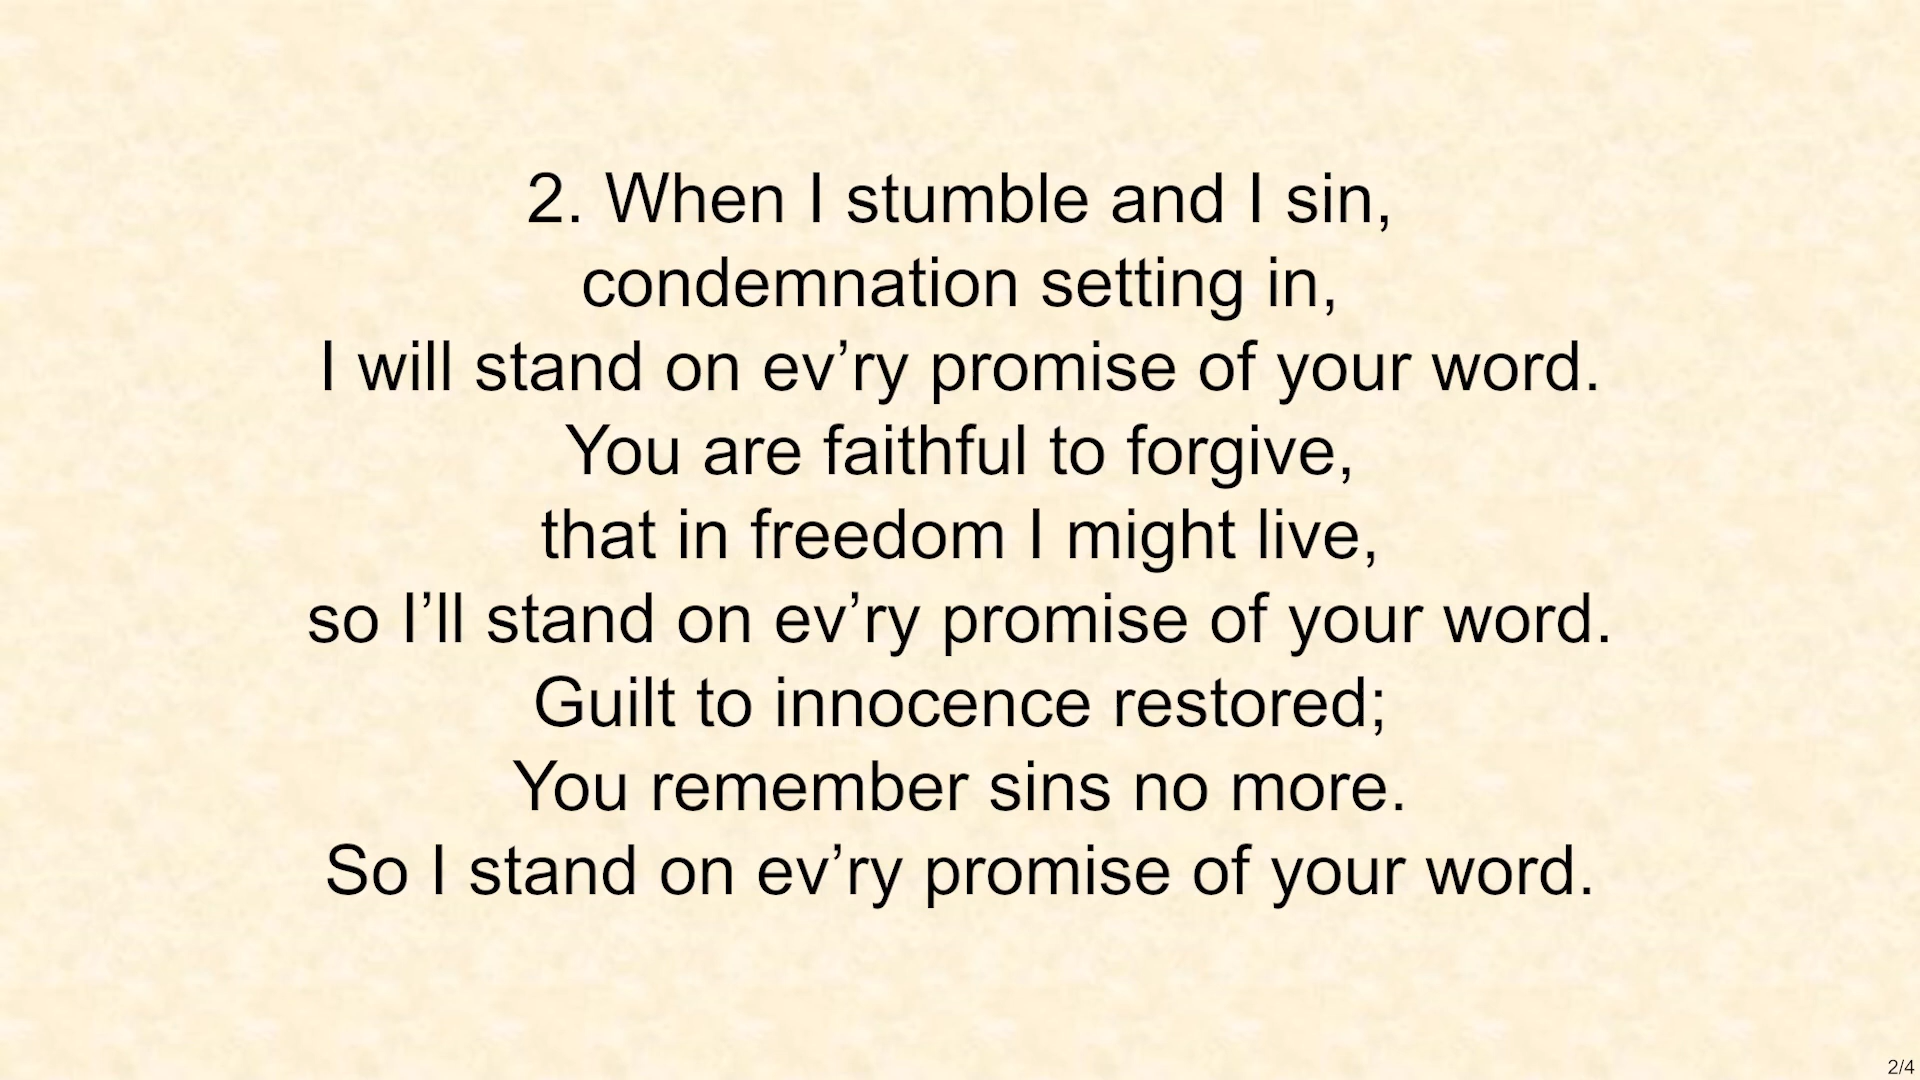 2. When I stumble and I sin,
condemnation setting in,
I will stand on ev’ry promise of your word.
You are faithful to forgive,
that in freedom I might live,
so I’ll stand on ev’ry promise of your word.
Guilt to innocence restored;
You remember sins no more.
So I stand on ev’ry promise of your word.
2/4